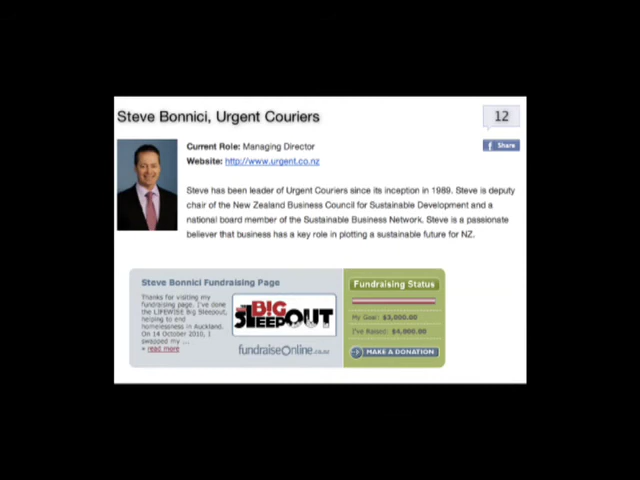 Steve Bonnici, Urgent Couriers
12
Share
Current Role: Managing Director
Website: http://www.urgent.co.nz
Steve has been leader of Urgent Couriers since its inception in 1989. Steve is deputy
chair of the New Zealand Business Council for Sustainable Development and a
national board member of the Sustainable Business Network. Steve is a passionate
believer that business has a key role in plotting a sustainable future for NZ.
Steve Bonnici Fundraising Page
Thanks for visiting my
fundraising page. I've done
the LIFEWISE Big Sleepout,
helping to end
homelessness in Auckland.
On 14 October 2010, I
swapped my ...
» read more
BIG
SLEEPOUT
fundraiseOnline.co.nz
Fundraising Status
My Goal: $3,000.00
I've Raised: $4,000.00
MAKE A DONATION